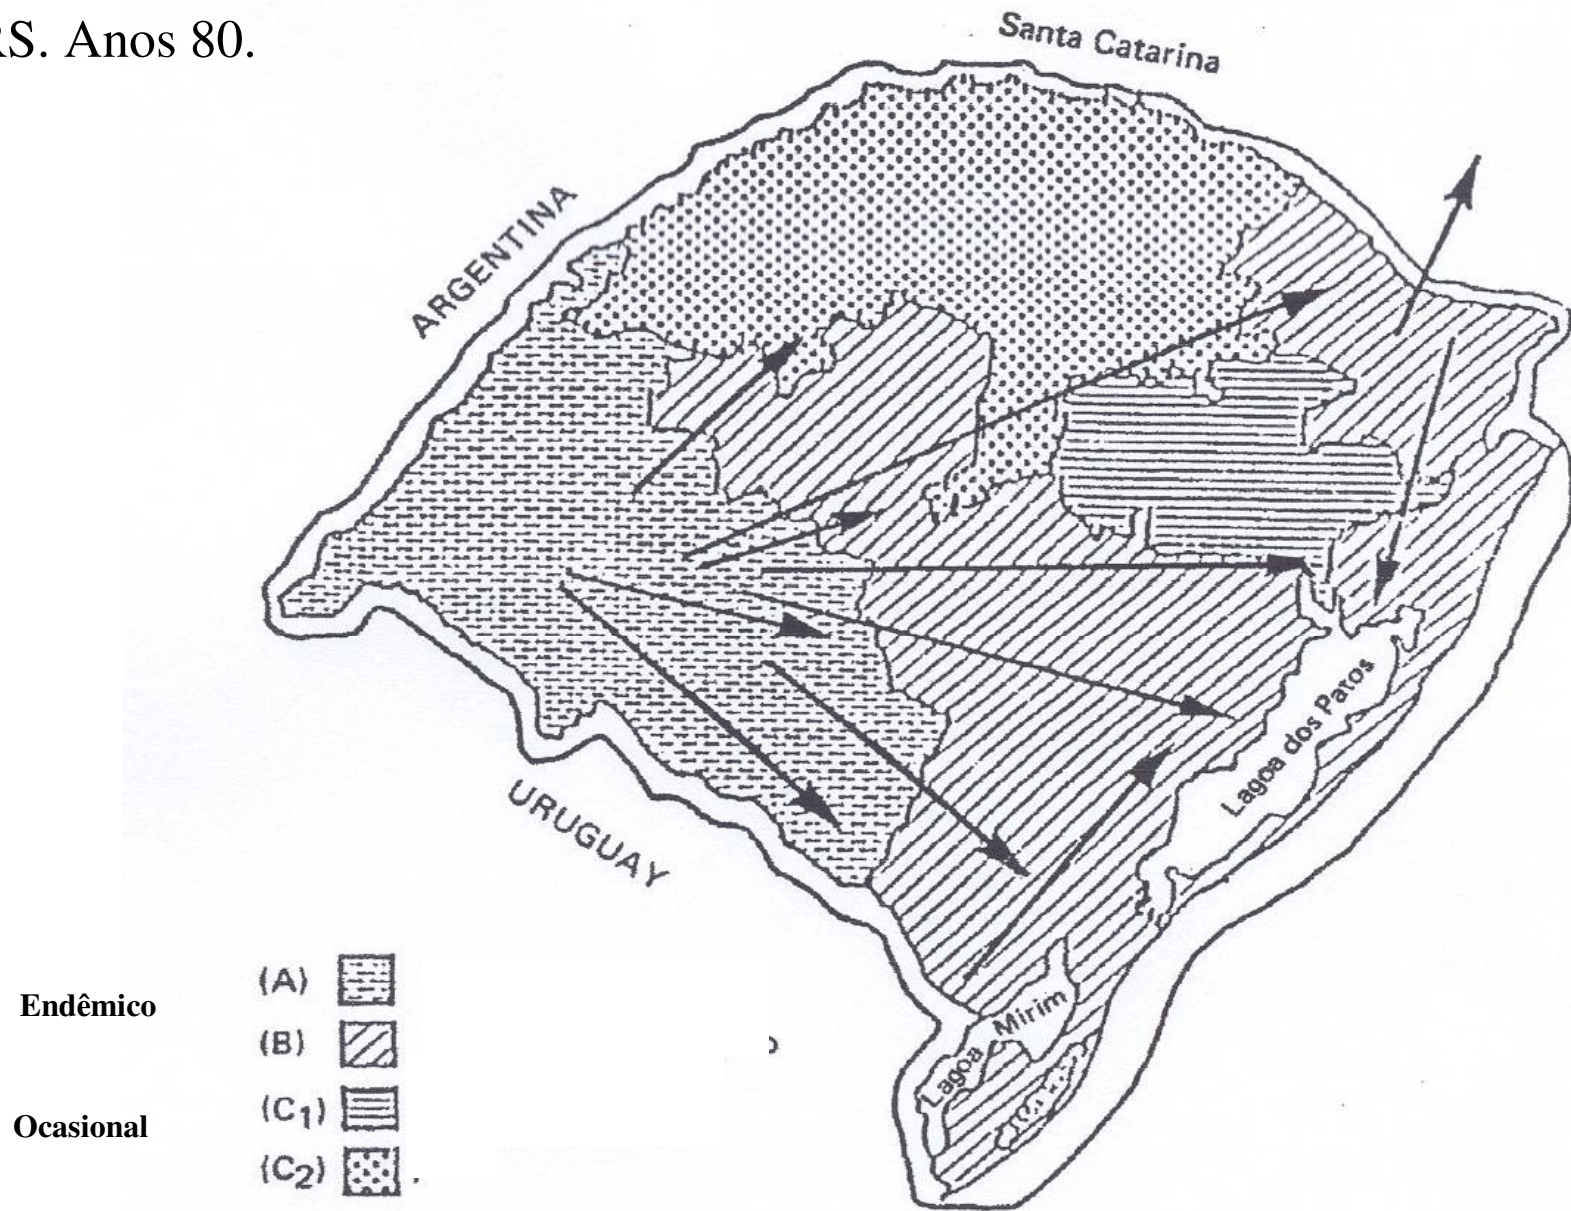 RS. Anos 80.
Santa Catarina
ARGENTINA
URUGUAY
Lagoa dos Patos
Lagoa Mirim
Endêmico
Ocasional
(A)
(B)
(C1)
(C2)